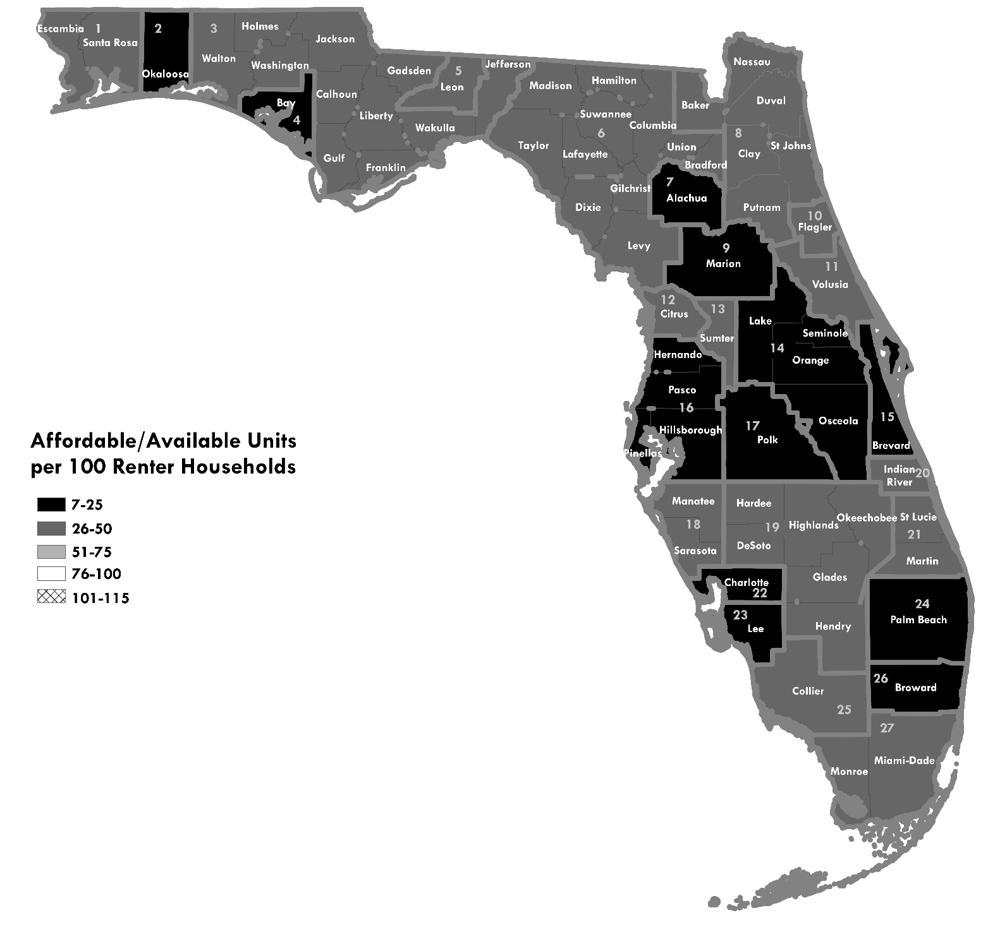 Escambia 1
Santa Rosa
2
Okaloosa
3
Walton
Holmes
Washington
Jackson
Bay
4
Calhoun
Gulf
Liberty
Franklin
Gadsden
5
Leon
Wakulla
Jefferson
Madison
Taylor
Hamilton
Suwannee
6
Lafayette
Columbia
Dixie
Gilchrist
Levy
Baker
Union
Bradford
7
Alachua
Nassau
Duval
8
Clay
St Johns
Putnam
10
Flagler
9
Marion
11
Volusia
12
Citrus
13
Sumter
Lake
Seminole
14
Orange
Osceola
Hernando
Pasco
16
Hillsborough
Pinellas
17
Polk
15
Brevard
Indian 20
River
Manatee
18
Sarasota
Hardee
19
DeSoto
Highlands
Okeechobee
St Lucie
21
Martin
Glades
Charlotte
22
23
Lee
Hendry
24
Palm Beach
26
Broward
Collier
25
27
Miami-Dade
Monroe
Affordable/Available Units
per 100 Renter Households
7-25
26-50
51-75
76-100
101-115